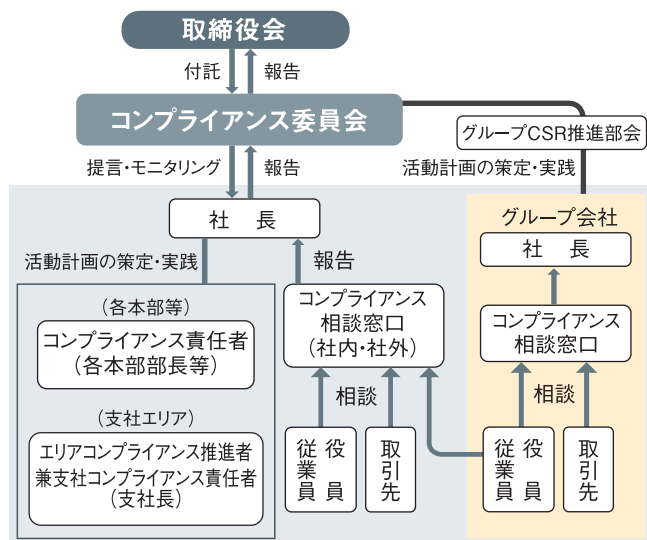 取締役会
付託
報告
コンプライアンス委員会
グループCSR推進部会
提言・モニタリング
報告
活動計画の策定・実践
社　長
グループ会社
社　長
活動計画の策定・実践
報告
(各本部等)
コンプライアンス責任者
(各本部部長等)
コンプライアンス
相談窓口
(社内・社外)
コンプライアンス
相談窓口
(支社エリア)
エリアコンプライアンス推進者
兼支社コンプライアンス責任者
(支社長)
相談
相談
役員
従業員
取引先
役員
従業員
取引先